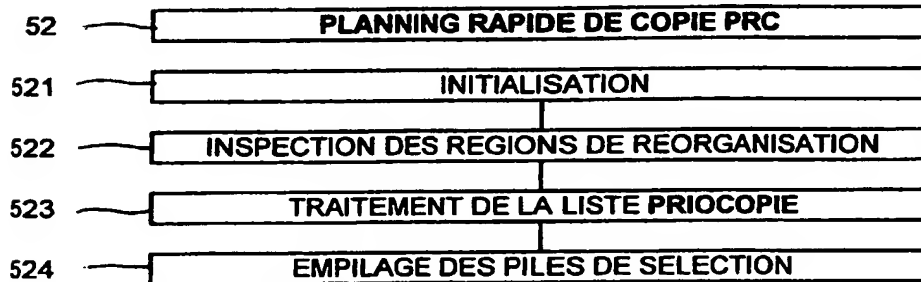 52 PLANNING RAPIDE DE COPIE PRC
521 INITIALISATION
522 INSPECTION DES REGIONS DE REORGANISATION
523 TRAITEMENT DE LA LISTE PRIOCOPIE
524 EMPILAGE DES PILES DE SELECTION